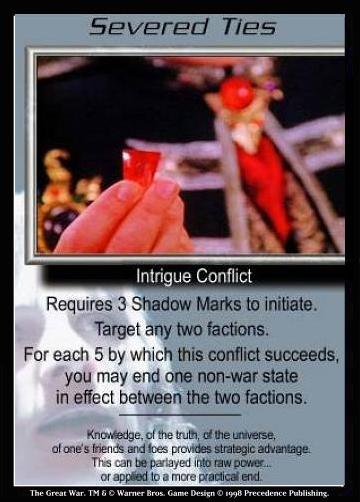 Severed Ties
Intrigue Conflict
Requires 3 Shadow Marks to initiate.
Target any two factions.
For each 5 by which this conflict succeeds,
you may end one non-war state
in effect between the two factions.
Knowledge, of the truth, of the universe,
of one's friends and foes provides strategic advantage.
This can be parlayed into raw power...
or applied to a more practical end.
The Great War. TM & © Warner Bros. Game Design © 1998 Precedence Publishing.